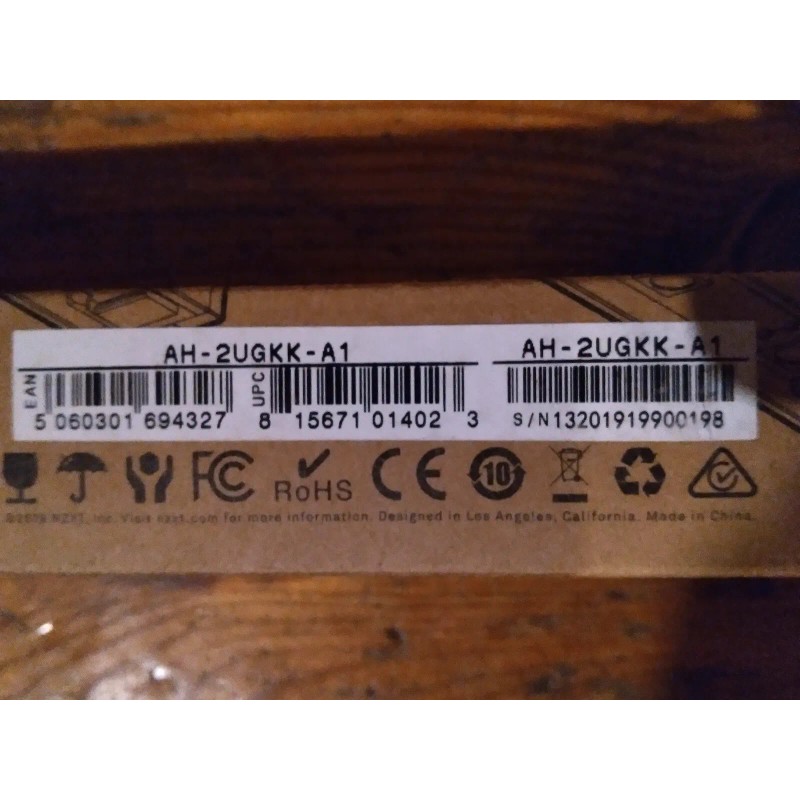 AH-2UGKK-A1
EAN
5 060301 694327
UPC
8 15671 01402 3
AH-2UGKK-A1
S/N13201919900198
FC
RoHS
CE
10
NZXT, Inc. Visit nzxt.com for more information. Designed in Los Angeles, California. Made in China.